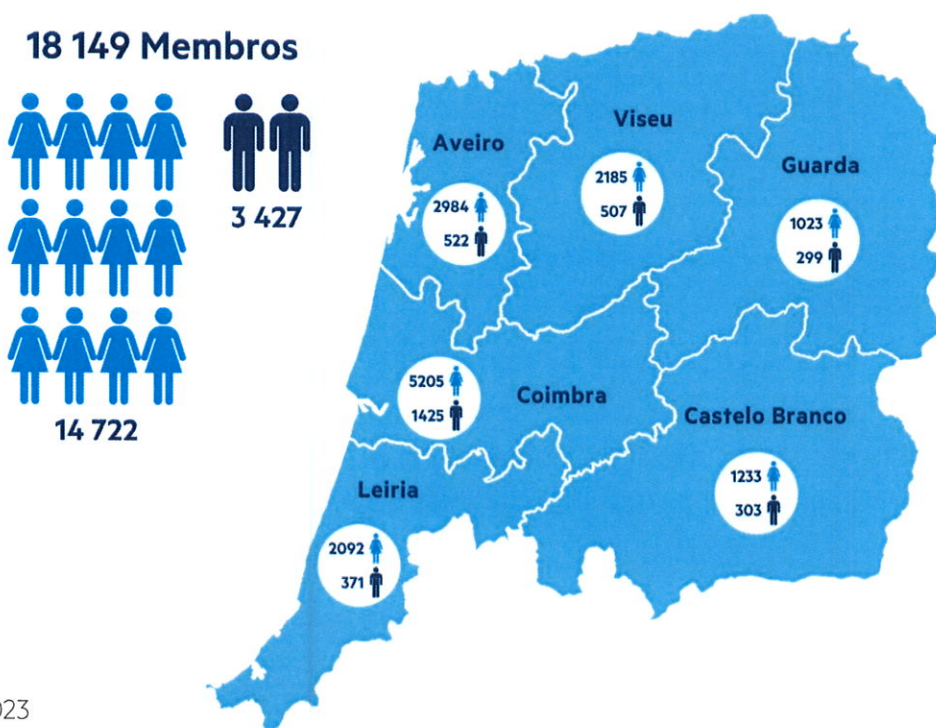 18 149 Membros
3 427
14 722
Aveiro
2984
522
Viseu
2185
507
Guarda
1023
299
5205
1425
Coimbra
Castelo Branco
1233
303
Leiria
2092
371
023